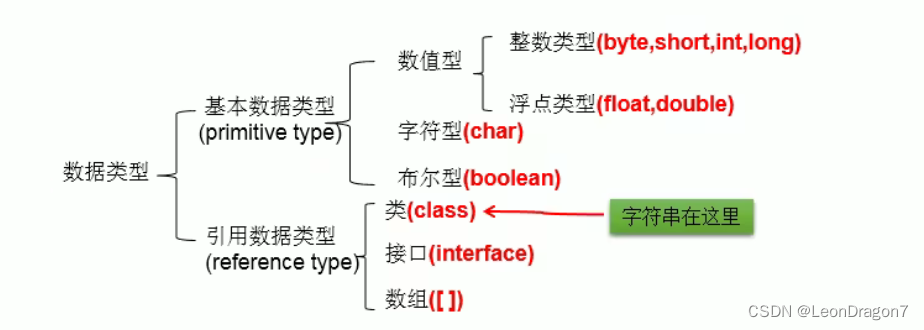 数据类型
基本数据类型
(primitive type)
数值型
整数类型(byte,short,int,long)
浮点类型(float,double)
字符型(char)
布尔型(boolean)
引用数据类型
(reference type)
类(class)
字符串在这里
接口(interface)
数组([ ])
CSDN @LeonDragon7